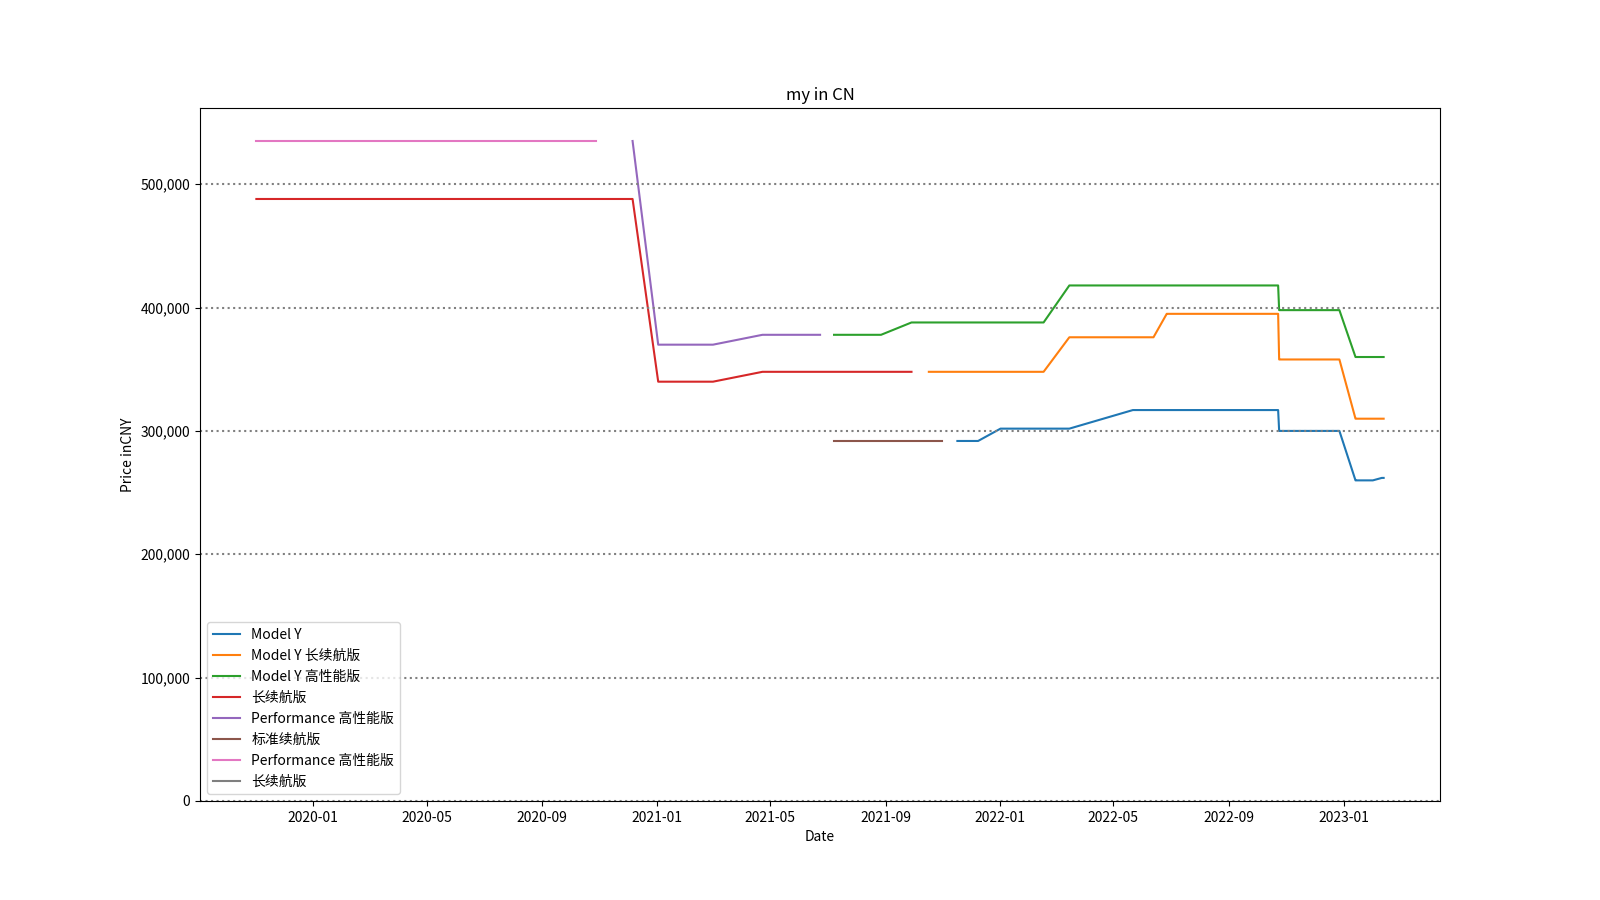 my in CN
500,000
400,000
300,000
200,000
100,000
0
Price inCNY
Model Y
Model Y 长续航版
Model Y 高性能版
长续航版
Performance 高性能版
标准续航版
Performance 高性能版
长续航版
2020-01 2020-05 2020-09 2021-01 2021-05 2021-09 2022-01 2022-05 2022-09 2023-01
Date